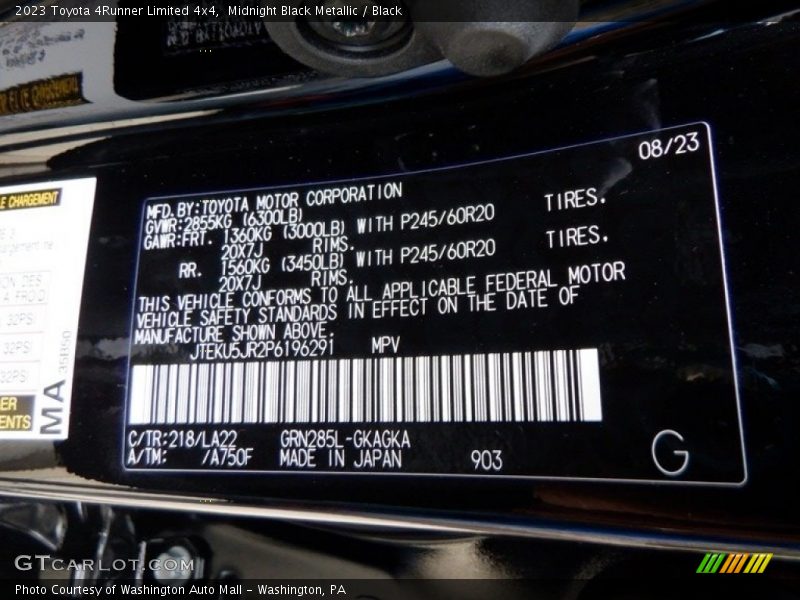 2023 Toyota 4Runner Limited 4x4,  Midnight Black Metallic / Black
08/23
MFD. BY: TOYOTA MOTOR CORPORATION
GVWR: 2855KG (6300LB)
GAWR: FRT. 1360KG (3000LB) WITH P245/60R20 TIRES.
20X7J RIMS.
RR. 1560KG (3450LB) WITH P245/60R20 TIRES.
20X7J RIMS.
THIS VEHICLE CONFORMS TO ALL APPLICABLE FEDERAL MOTOR
VEHICLE SAFETY STANDARDS IN EFFECT ON THE DATE OF
MANUFACTURE SHOWN ABOVE.
JTEKU5JR2P6196291 MPV
C/TR: 218/LA22 GRN285L-GKAGKA
A/TM: /A750F MADE IN JAPAN 903
G
CHARGEMENT
32PSI
32PSI
32PSI
MA
35B50
GTCARLOT.COM
Photo Courtesy of Washington Auto Mall - Washington, PA